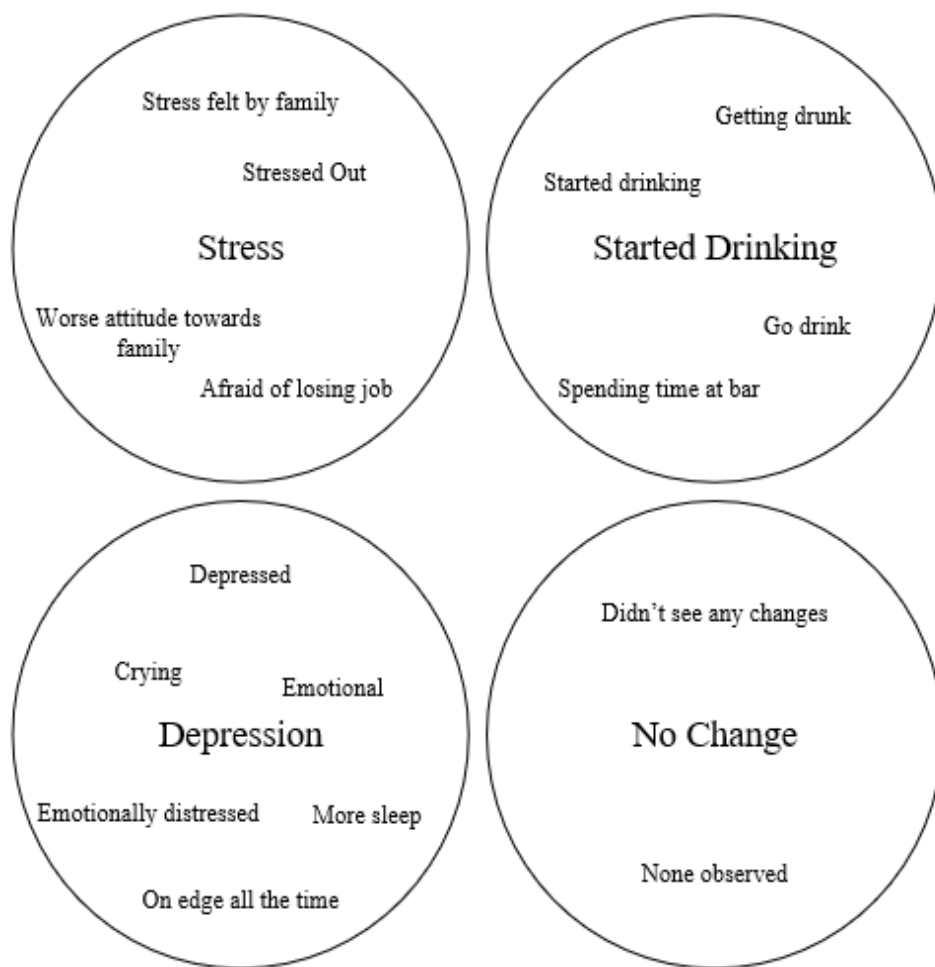 Stress felt by family
Stressed Out
Stress
Worse attitude towards
family
Afraid of losing job
Getting drunk
Started drinking
Started Drinking
Go drink
Spending time at bar
Depressed
Crying
Emotional
Depression
Emotionally distressed
More sleep
On edge all the time
Didn’t see any changes
No Change
None observed